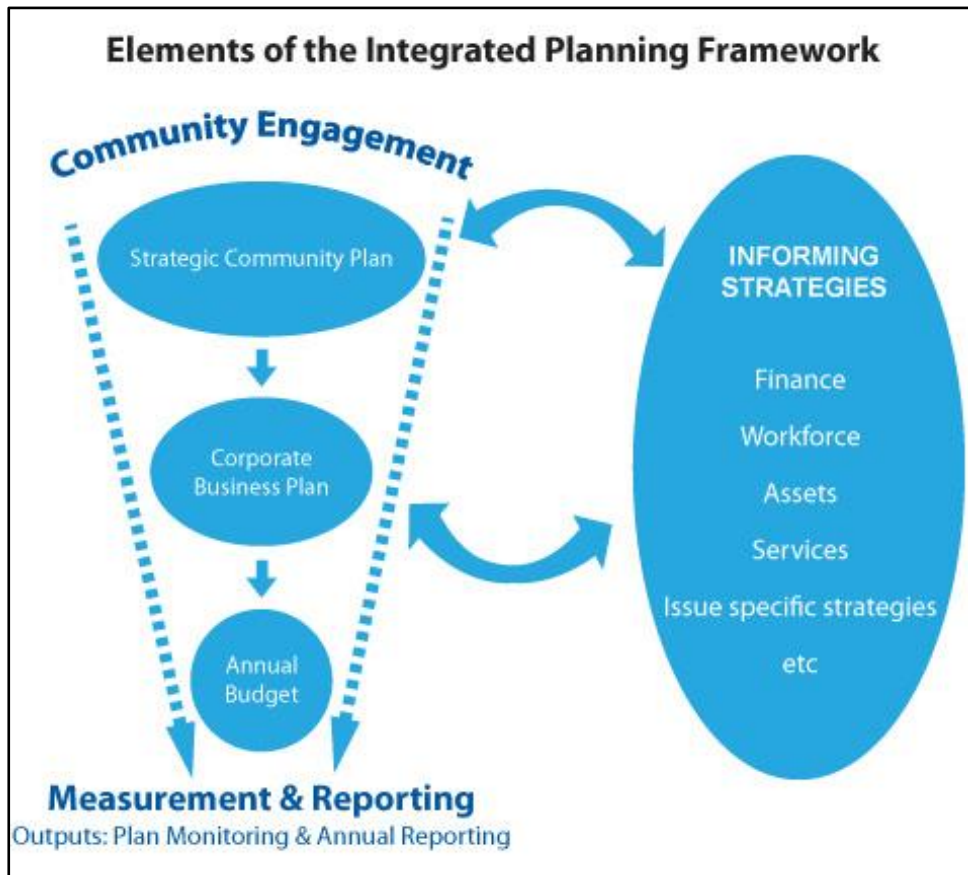 Elements of the Integrated Planning Framework
Community Engagement
Strategic Community Plan
Corporate
Business Plan
Annual
Budget
Measurement & Reporting
Outputs: Plan Monitoring & Annual Reporting
INFORMING
STRATEGIES
Finance
Workforce
Assets
Services
Issue specific strategies
etc